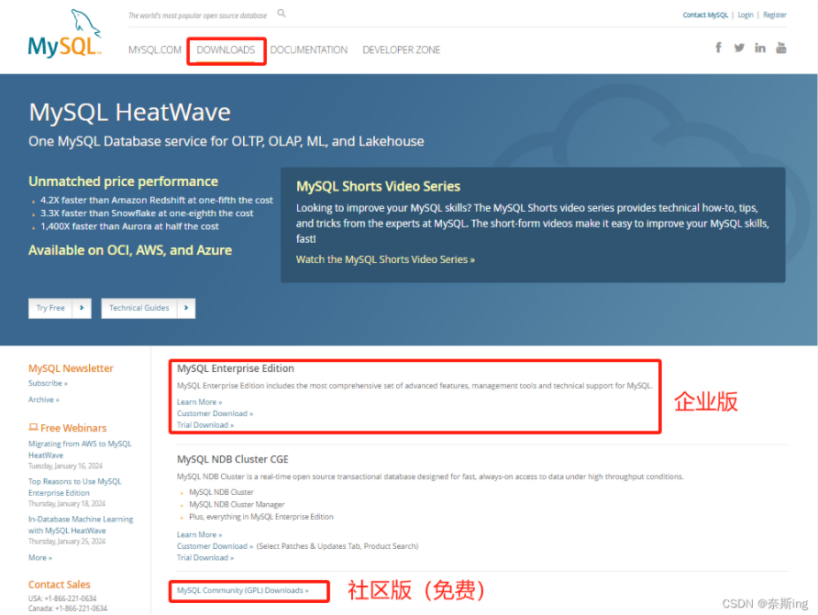 The world's most popular open source database
Contact MySQL | Login | Register
MySQL
MYSQL.COM DOWNLOADS DOCUMENTATION DEVELOPER ZONE
MySQL HeatWave
One MySQL Database service for OLTP, OLAP, ML, and Lakehouse
Unmatched price performance
4.2X faster than Amazon Redshift at one-fifth the cost
3.3X faster than Snowflake at one-eighth the cost
1,400X faster than Aurora at half the cost
Available on OCI, AWS, and Azure
MySQL Shorts Video Series
Looking to improve your MySQL skills? The MySQL Shorts video series provides technical how-to, tips,
and tricks from the experts at MySQL. The short-form videos make it easy to improve your MySQL skills,
fast!
Watch the MySQL Shorts Video Series »
Try Free
Technical Guides
MySQL Newsletter
Subscribe »
Archive »
Free Webinars
Migrating from AWS to MySQL
HeatWave
Tuesday, January 16, 2024
Top Reasons to Use MySQL
Enterprise Edition
Thursday, January 18, 2024
In-Database Machine Learning
with MySQL HeatWave
Thursday, January 25, 2024
More »
Contact Sales
USA: +1-866-221-0634
Canada: +1-866-221-0634
MySQL Enterprise Edition
MySQL Enterprise Edition includes the most comprehensive set of advanced features, management tools and technical support for MySQL.
Learn More »
Customer Download »
Trial Download »
企业版
MySQL NDB Cluster CGE
MySQL NDB Cluster is a real-time open source transactional database designed for fast, always-on access to data under high throughput conditions.
MySQL NDB Cluster
MySQL NDB Cluster Manager
Plus, everything in MySQL Enterprise Edition
Learn More »
Customer Download » (Select Patches & Updates Tab, Product Search)
Trial Download »
MySQL Community (GPL) Downloads »
社区版（免费）
CSDN @奈斯ing